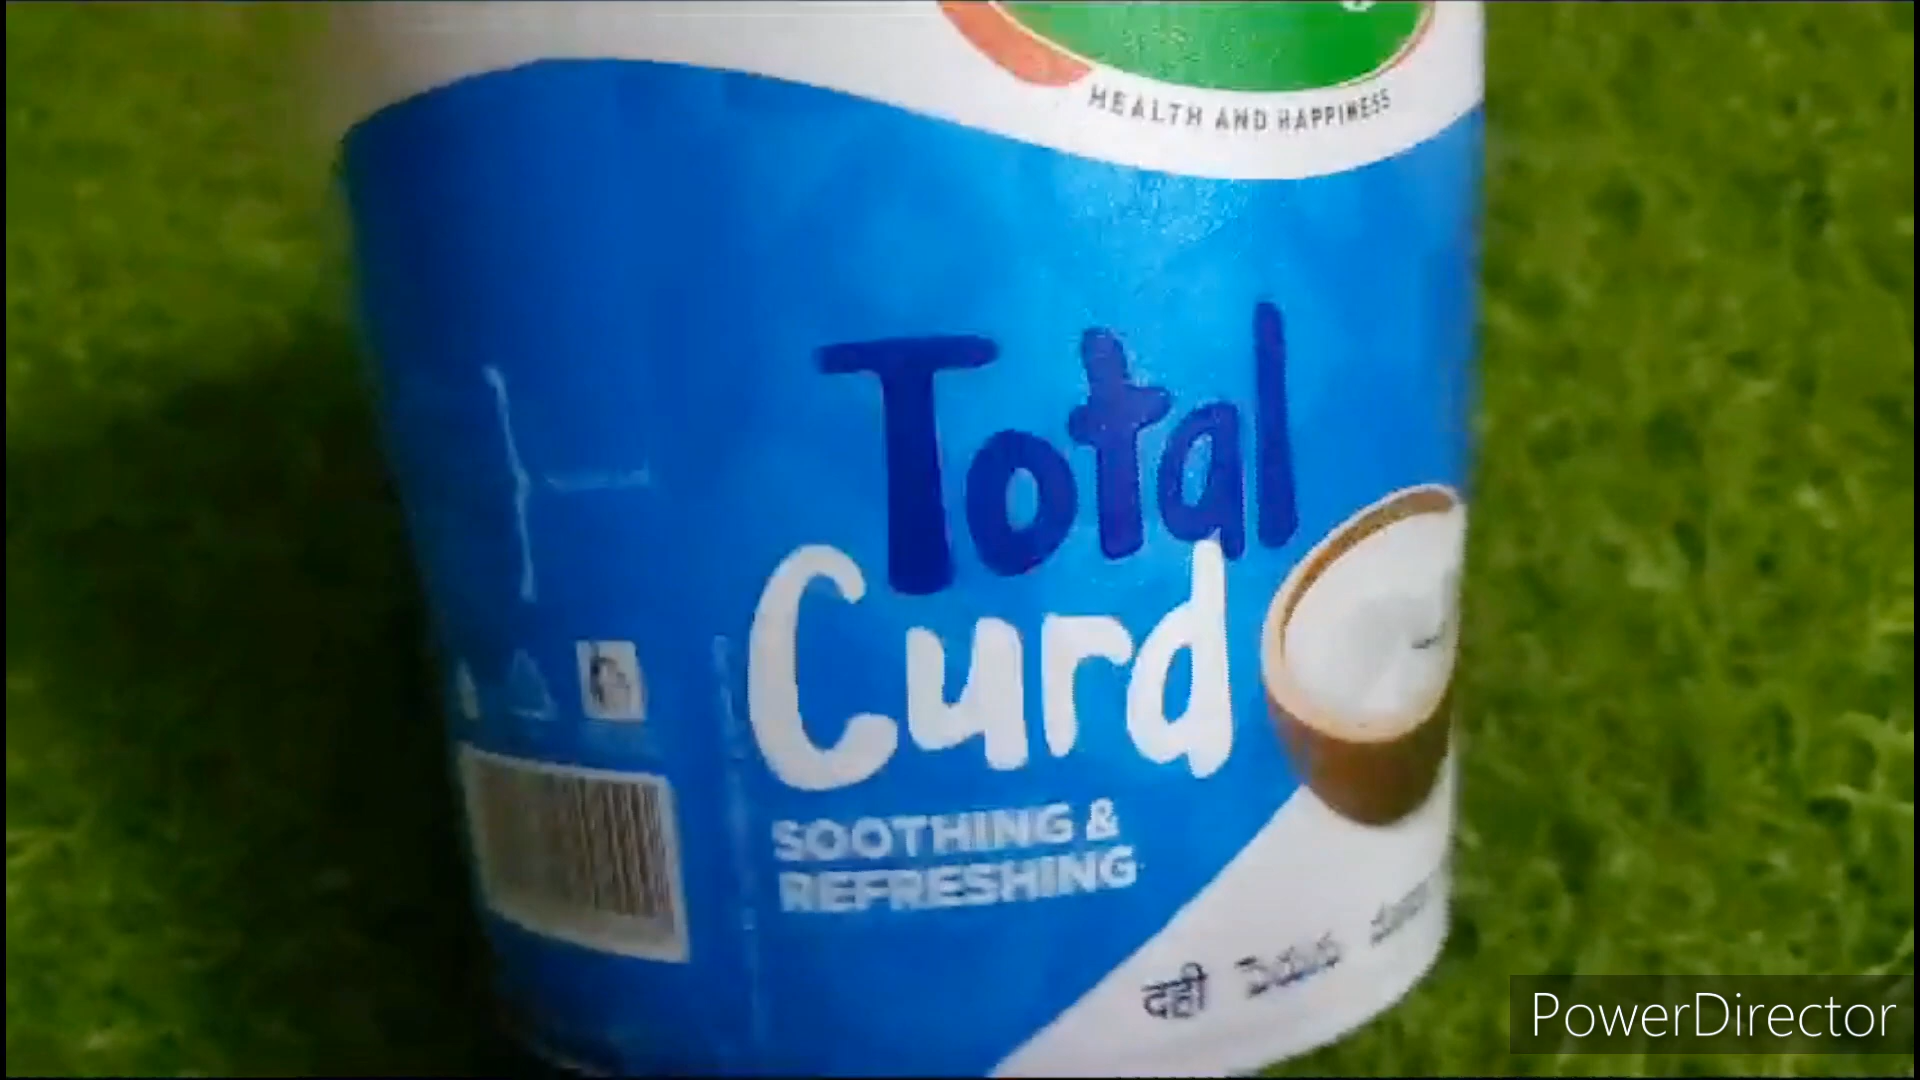 HEALTH AND HAPPINESS
Total
Curd
SOOTHING &
REFRESHING
दही
PowerDirector